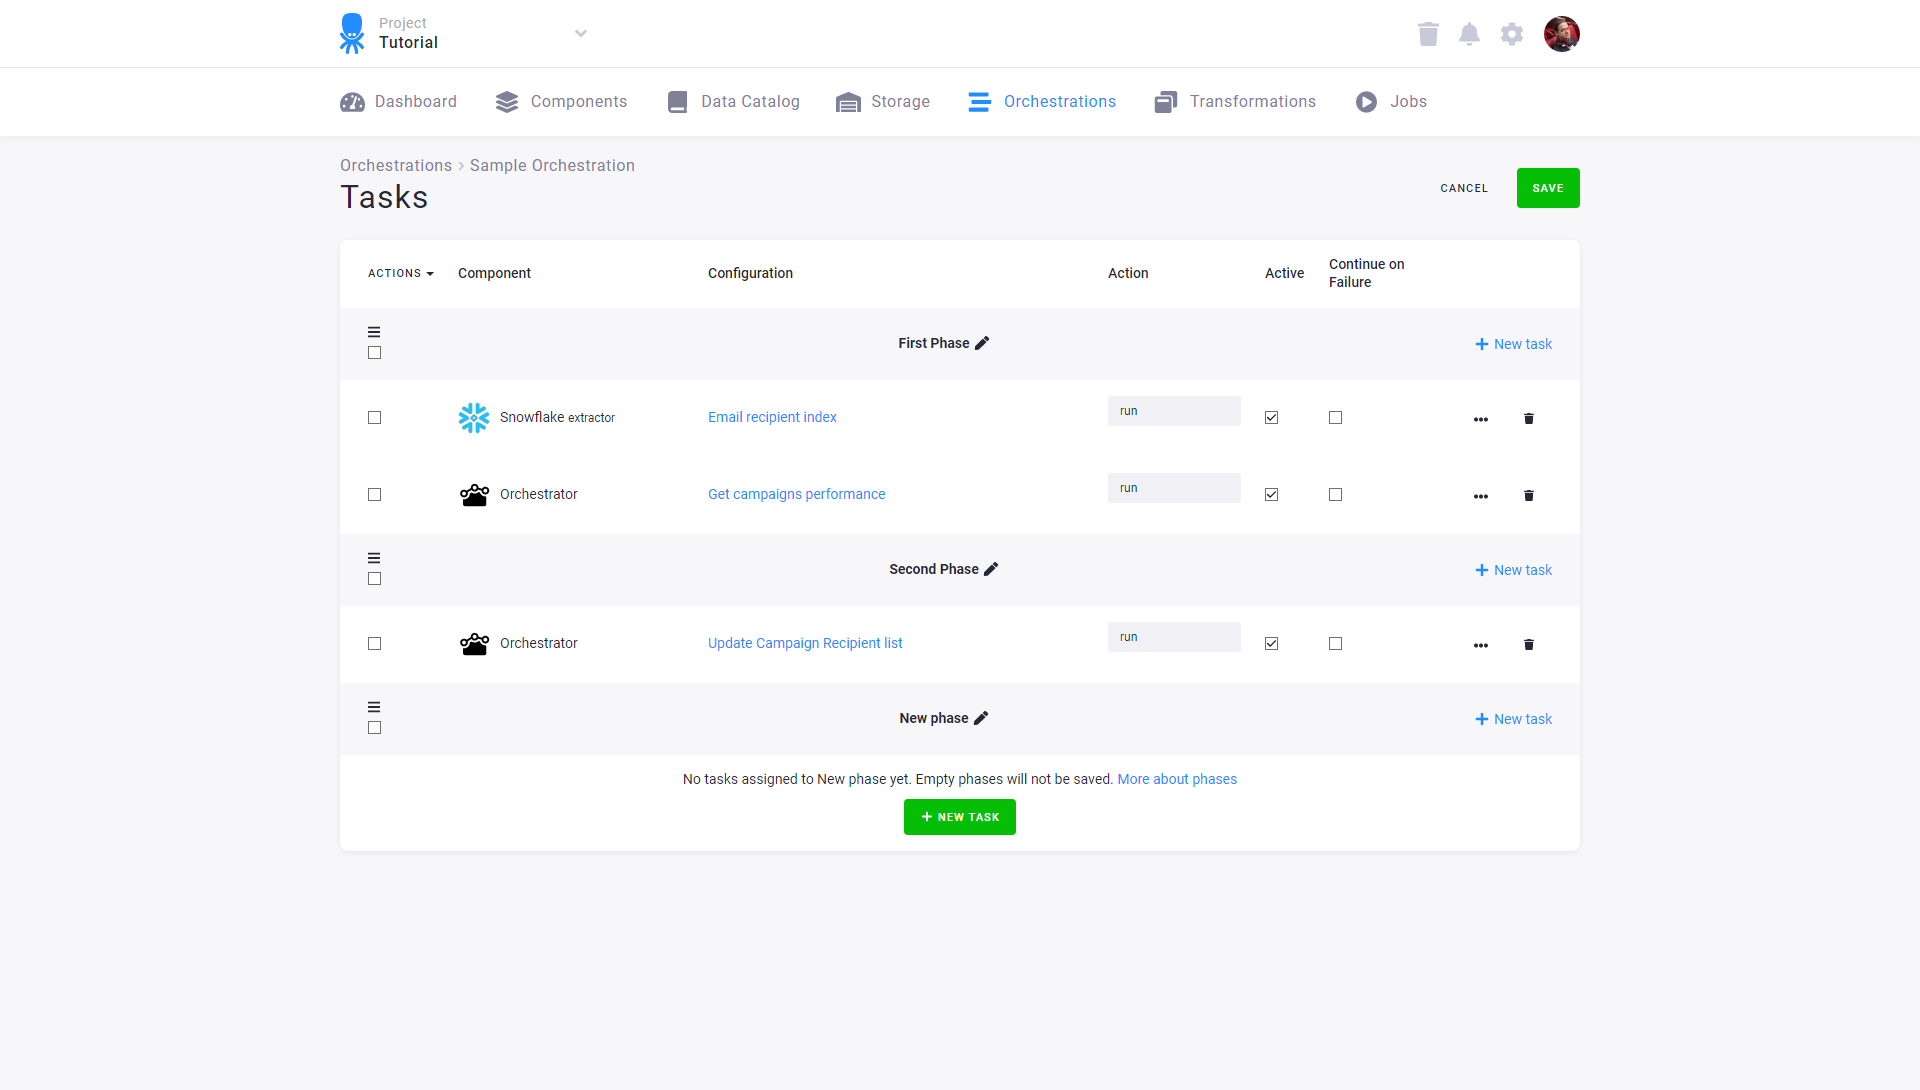 Project
Tutorial
Dashboard Components Data Catalog Storage Orchestrations Transformations Jobs
Orchestrations > Sample Orchestration
Tasks
CANCEL SAVE
ACTIONS Component Configuration Action Active Continue on
Failure
First Phase + New task
Snowflake extractor Email recipient index run
Orchestrator Get campaigns performance run
Second Phase + New task
Orchestrator Update Campaign Recipient list run
New phase + New task
No tasks assigned to New phase yet. Empty phases will not be saved. More about phases
+ NEW TASK